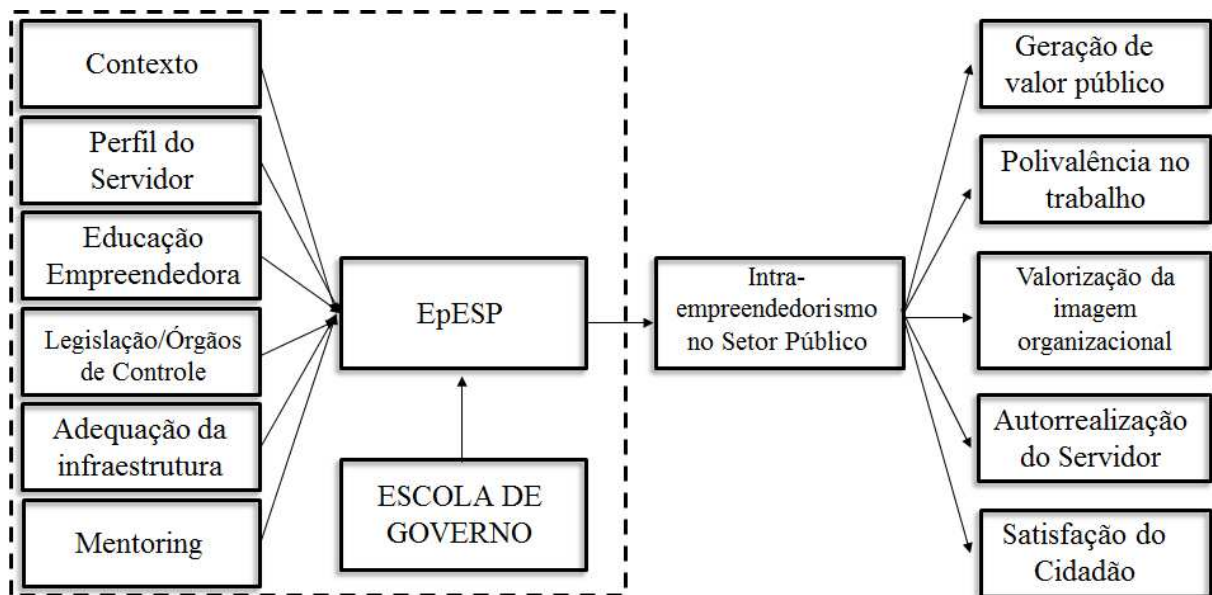 Contexto
Perfil do
Servidor
Educação
Empreendedora
Legislação/Órgãos
de Controle
Adequação da
infraestrutura
Mentoring
EpESP
ESCOLA DE
GOVERNO
Intra-
empreendedorismo
no Setor Público
Geração de
valor público
Polivalência no
trabalho
Valorização da
imagem
organizacional
Autorrealização
do Servidor
Satisfação do
Cidadão